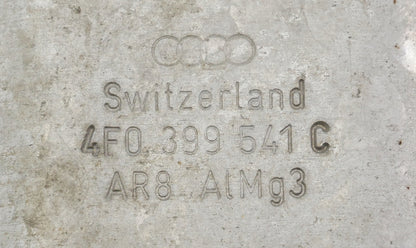 Switzerland
4F0 399 541 C
AR8 AlMg3